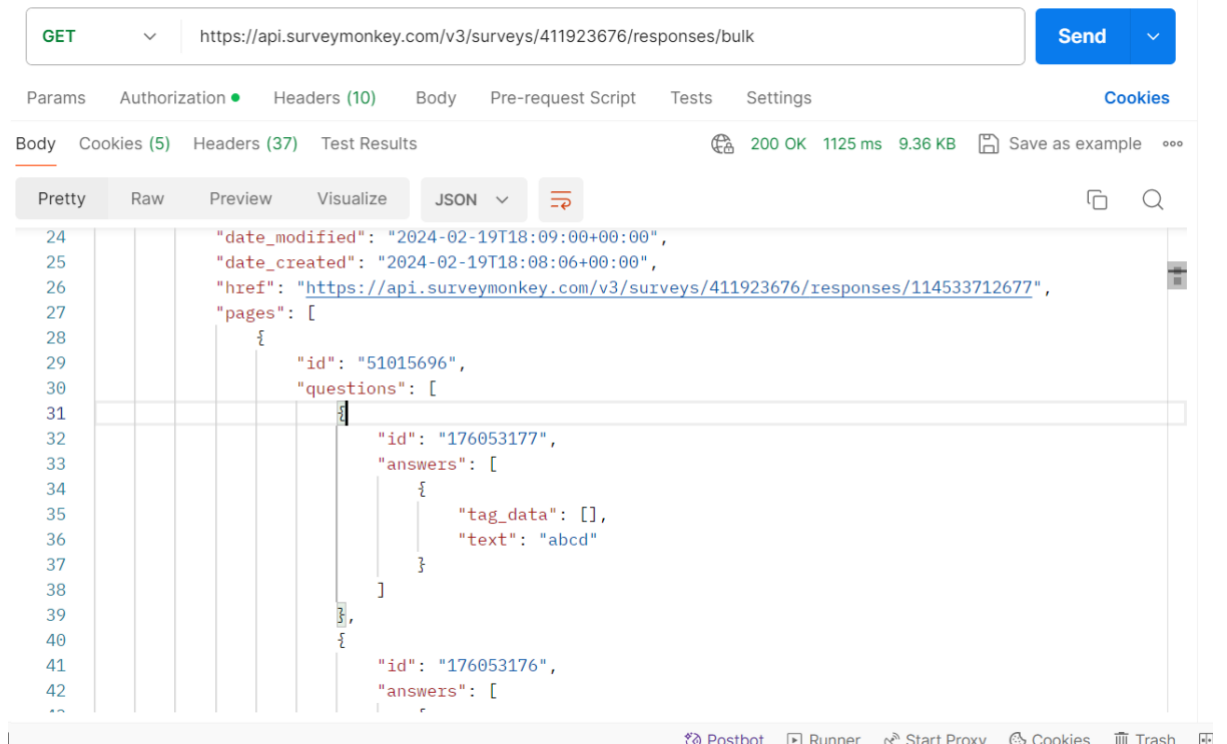 GET https://api.surveymonkey.com/v3/surveys/411923676/responses/bulk Send
Params Authorization Headers (10) Body Pre-request Script Tests Settings Cookies
Body Cookies (5) Headers (37) Test Results 200 OK 1125 ms 9.36 KB Save as example
Pretty Raw Preview Visualize JSON
24 "date_modified": "2024-02-19T18:09:00+00:00",
25 "date_created": "2024-02-19T18:08:06+00:00",
26 "href": "https://api.surveymonkey.com/v3/surveys/411923676/responses/114533712677",
27 "pages": [
28 {
29 "id": "51015696",
30 "questions": [
31 {
32 "id": "176053177",
33 "answers": [
34 {
35 "tag_data": [],
36 "text": "abcd"
37 }
38 ]
39 },
40 {
41 "id": "176053176",
42 "answers": [
Postbot Runner Start Proxy Cookies Trash